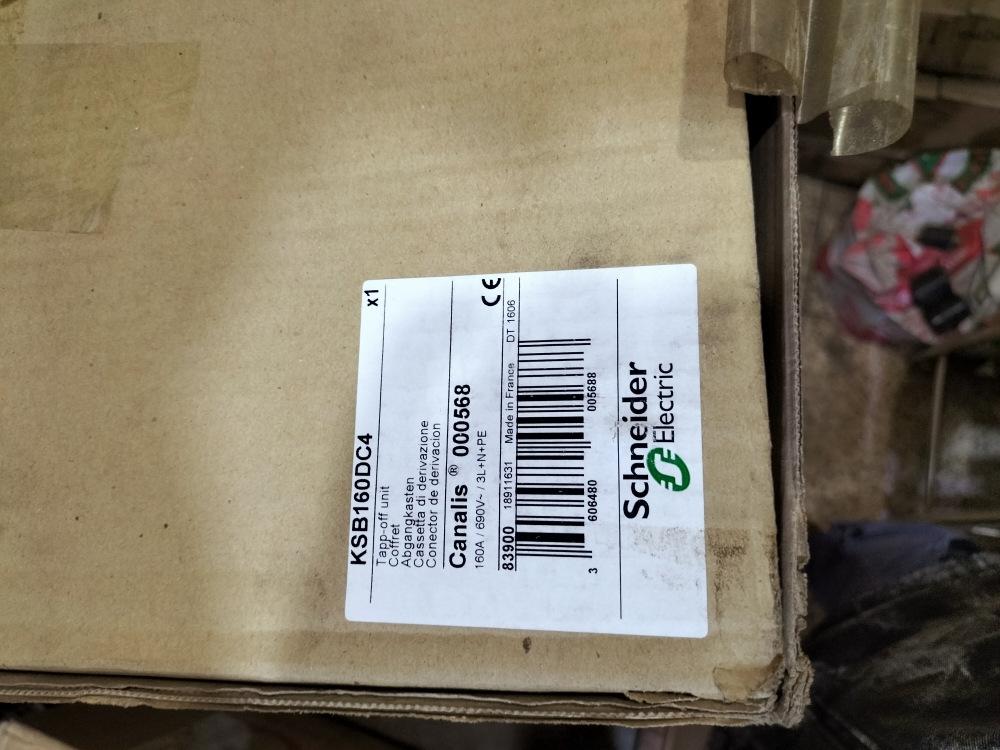 KSB160DC4 x1
Tapp-off unit
Coffret
Abgangkasten
Cassetta di derivazione
Conector de derivacion
Canalis ® 000568
160A / 690V~ / 3L+N+PE CE
83900 18911631 Made in France DT 1606
3 606480 005688
Schneider
Electric